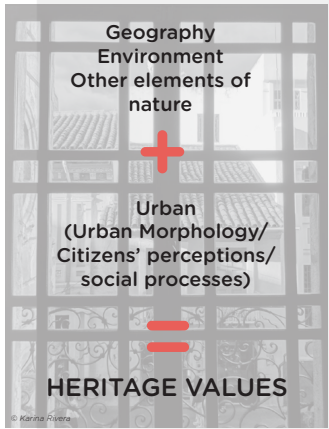 Geography
Environment
Other elements of
nature
+
Urban
(Urban Morphology/
Citizens' perceptions/
social processes)
=
HERITAGE VALUES
© Karina Rivera